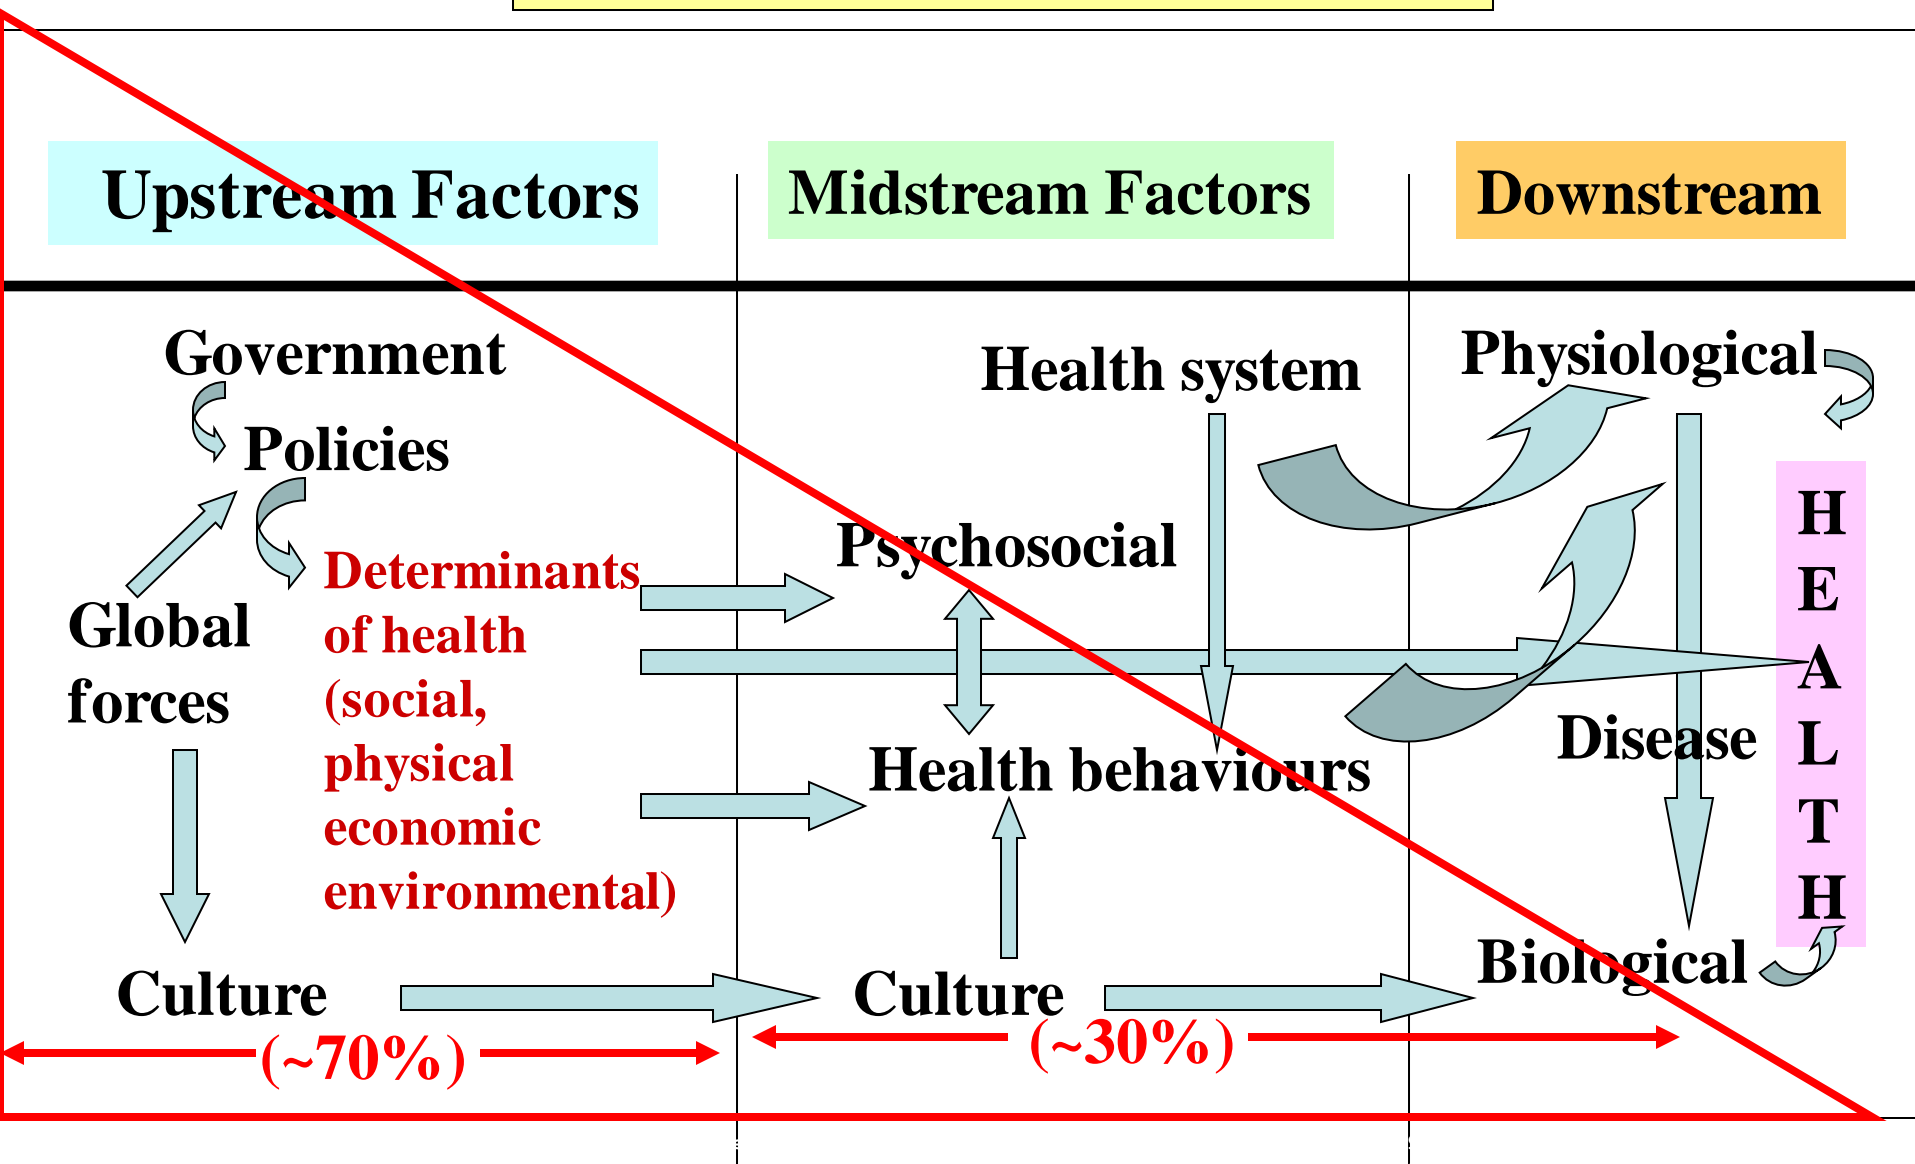 Upstream Factors
Midstream Factors
Downstream
Government
Policies
Global
forces
Determinants
of health
(social,
physical
economic
environmental)
Culture
(~70%)
Health system
Psychosocial
Health behaviours
Culture
(~30%)
Physiological
Disease
Biological
H
E
A
L
T
H